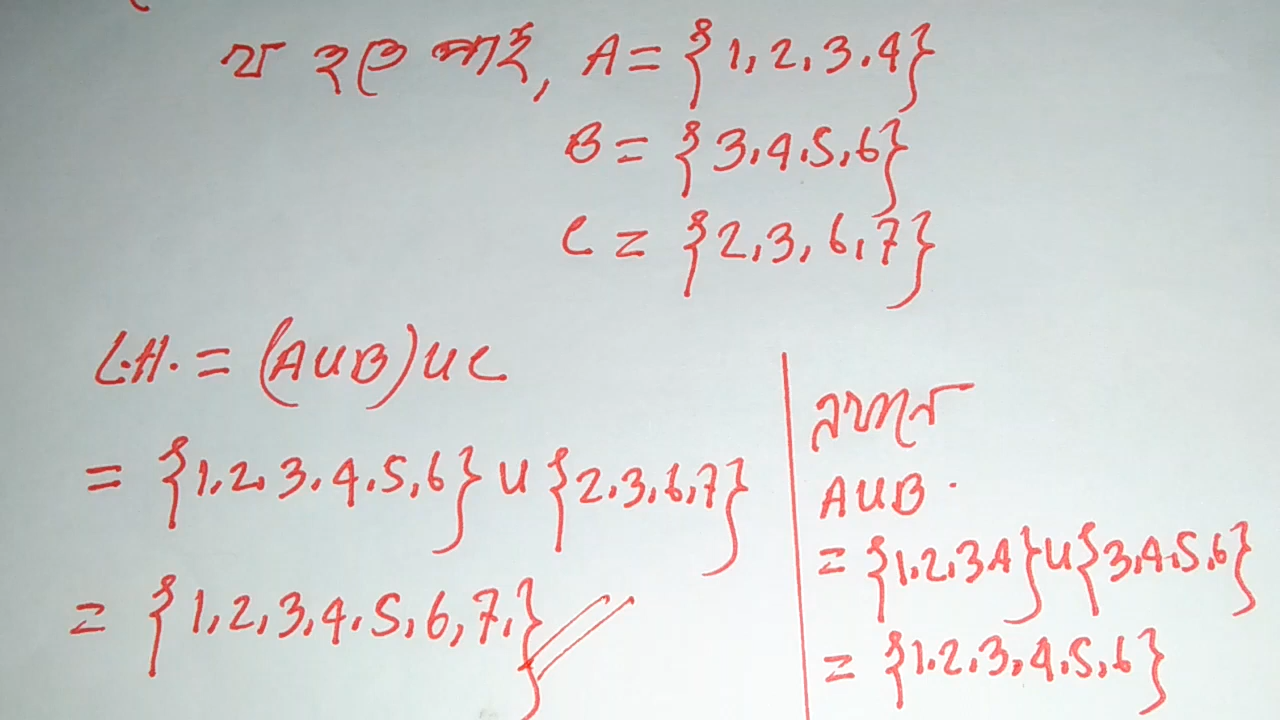 খ হতে পাই, A = {1, 2, 3. 4}
B = {3, 4. 5, 6}
C = {2, 3, 6, 7}
L.H. = (A∪B)∪C
= {1, 2. 3. 4. 5, 6} ∪ {2. 3. 6, 7}
= {1, 2, 3, 4. 5, 6, 7. }
এখানে
A∪B .
= {1. 2. 3 4} ∪ {3. 4. 5. 6}
= {1. 2. 3, 4. 5. 6}